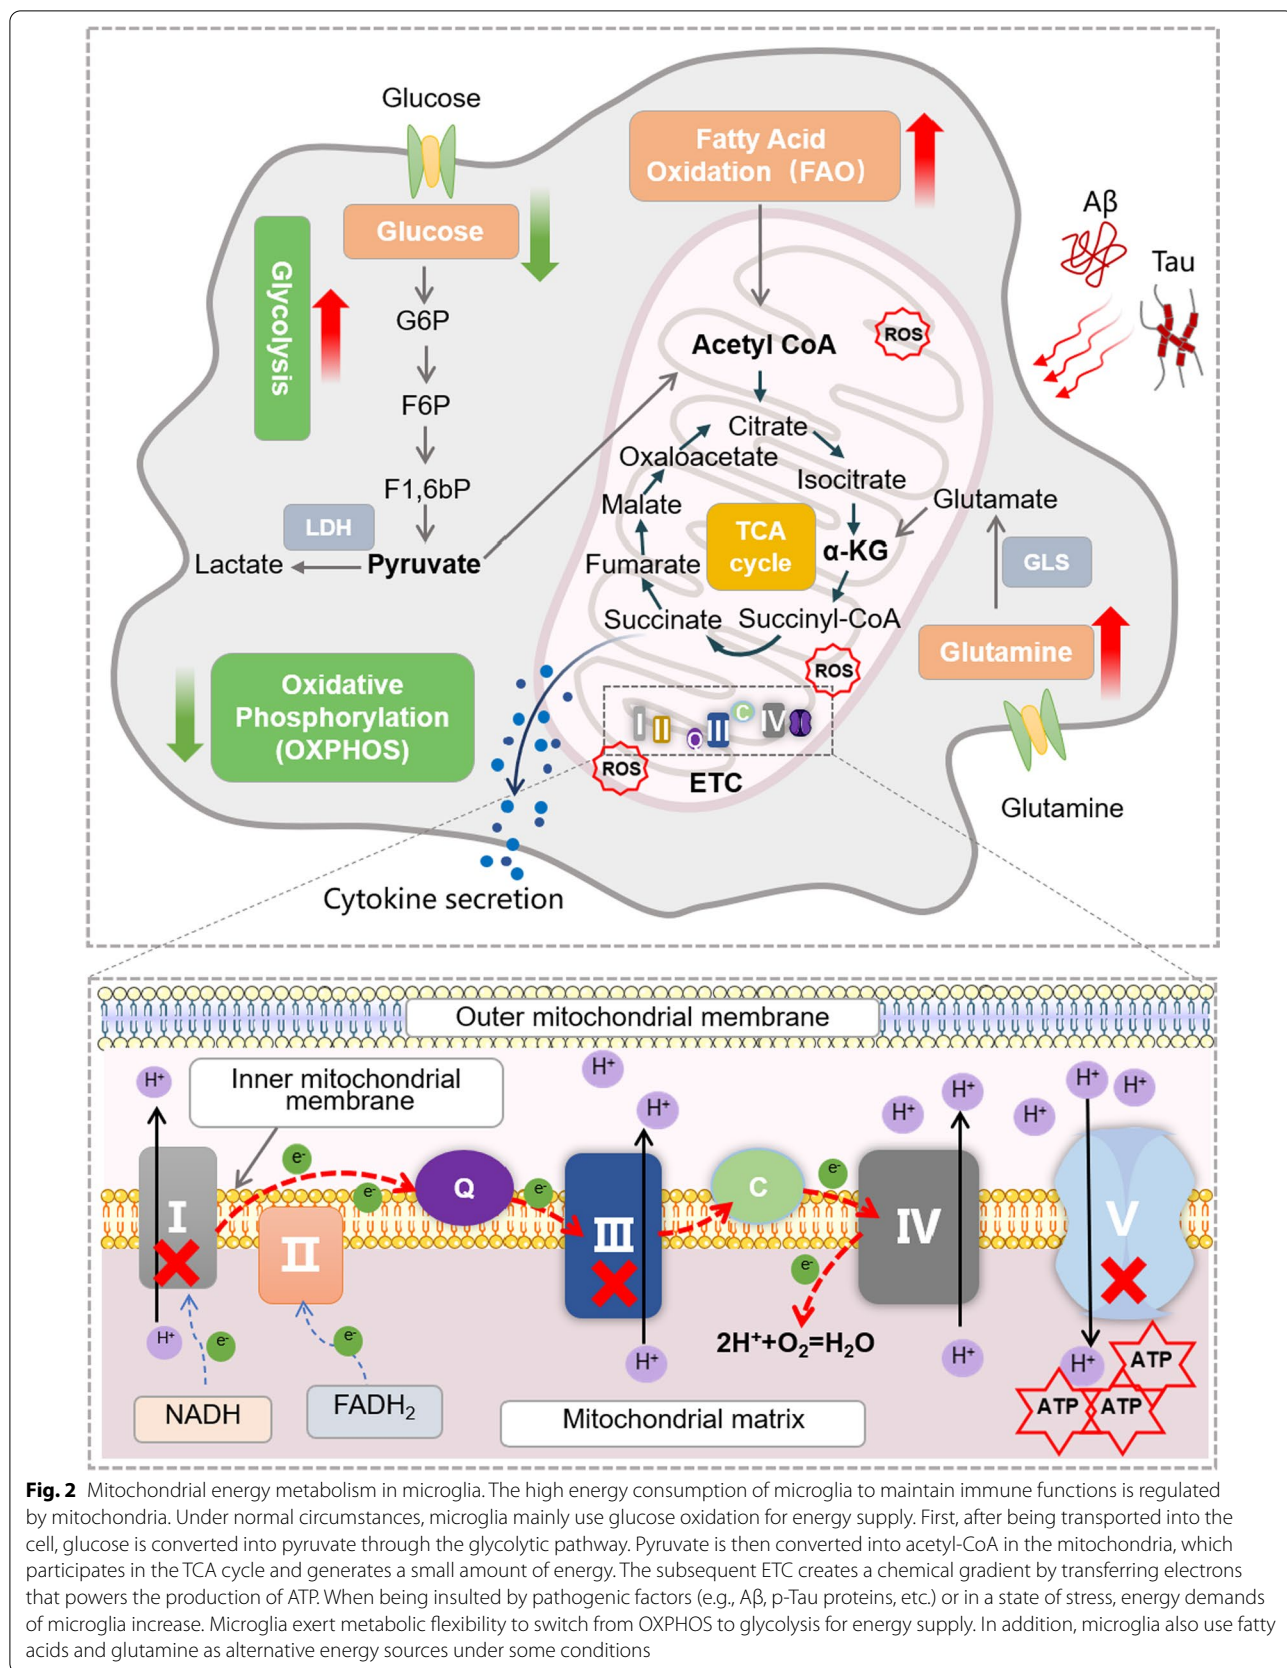 Glucose
Fatty Acid
Oxidation (FAO)
Aβ
Tau
Glucose
Glycolysis
G6P
F6P
F1,6bP
LDH
Lactate
Pyruvate
ROS
Acetyl CoA
Citrate
Oxaloacetate
Isocitrate
Malate
TCA
cycle
α-KG
Fumarate
Succinate
Succinyl-CoA
Glutamate
GLS
Glutamine
Glutamine
Oxidative
Phosphorylation
(OXPHOS)
ROS
I
II
Q
III
C
IV
ROS
ETC
Cytokine secretion
Outer mitochondrial membrane
Inner mitochondrial
membrane
H⁺
H⁺
H⁺
H⁺
H⁺
H⁺
H⁺
H⁺
e⁻
e⁻
e⁻
e⁻
I
II
Q
III
C
IV
V
e⁻
2H⁺+O₂=H₂O
H⁺
e⁻
e⁻
H⁺
H⁺
H⁺
ATP
ATP
ATP
NADH
FADH₂
Mitochondrial matrix
Fig. 2 Mitochondrial energy metabolism in microglia. The high energy consumption of microglia to maintain immune functions is regulated
by mitochondria. Under normal circumstances, microglia mainly use glucose oxidation for energy supply. First, after being transported into the
cell, glucose is converted into pyruvate through the glycolytic pathway. Pyruvate is then converted into acetyl-CoA in the mitochondria, which
participates in the TCA cycle and generates a small amount of energy. The subsequent ETC creates a chemical gradient by transferring electrons
that powers the production of ATP. When being insulted by pathogenic factors (e.g., Aβ, p-Tau proteins, etc.) or in a state of stress, energy demands
of microglia increase. Microglia exert metabolic flexibility to switch from OXPHOS to glycolysis for energy supply. In addition, microglia also use fatty
acids and glutamine as alternative energy sources under some conditions